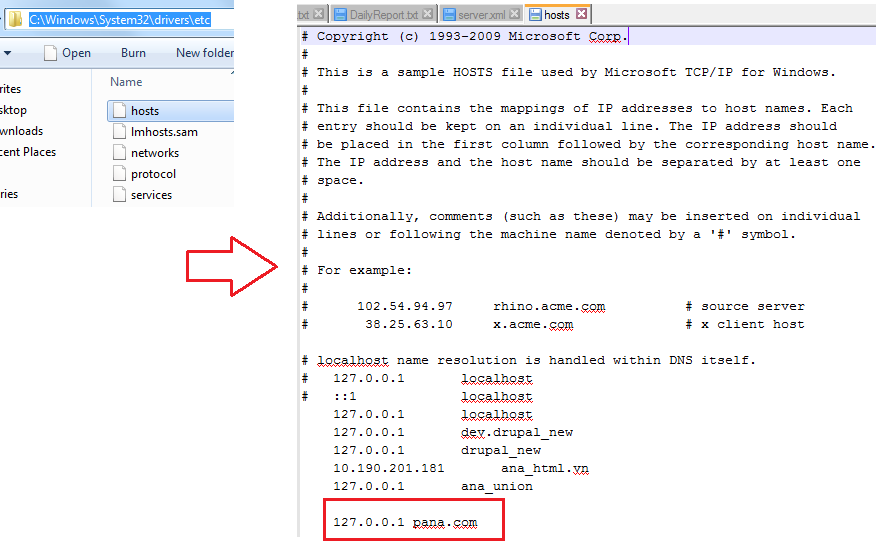 C:\Windows\System32\drivers\etc
Open
Burn
New folder
rites
sktop
wnloads
cent Places
ries
Name
hosts
lmhosts.sam
networks
protocol
services
.txt
DailyReport.txt
server.xml
hosts
# Copyright (c) 1993-2009 Microsoft Corp.
#
# This is a sample HOSTS file used by Microsoft TCP/IP for Windows.
#
# This file contains the mappings of IP addresses to host names. Each
# entry should be kept on an individual line. The IP address should
# be placed in the first column followed by the corresponding host name.
# The IP address and the host name should be separated by at least one
# space.
#
# Additionally, comments (such as these) may be inserted on individual
# lines or following the machine name denoted by a '#' symbol.
#
# For example:
#
# 102.54.94.97 rhino.acme.com # source server
# 38.25.63.10 x.acme.com # x client host
# localhost name resolution is handled within DNS itself.
# 127.0.0.1 localhost
# ::1 localhost
127.0.0.1 localhost
127.0.0.1 dev.drupal_new
127.0.0.1 drupal_new
10.190.201.181 ana_html.vn
127.0.0.1 ana_union
127.0.0.1 pana.com